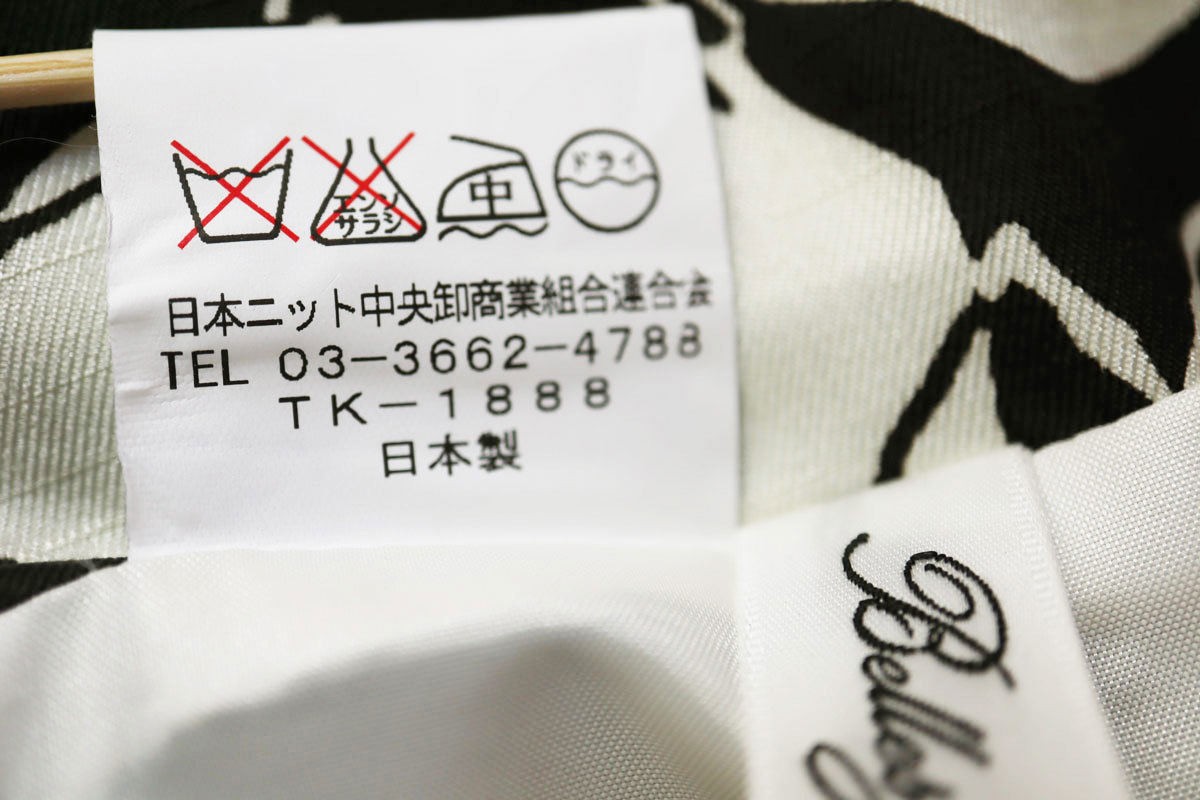 エンソ
サラシ
中
ドライ
日本ニット中央卸商業組合連合会
TEL 03-3662-4788
TK-1888
日本製